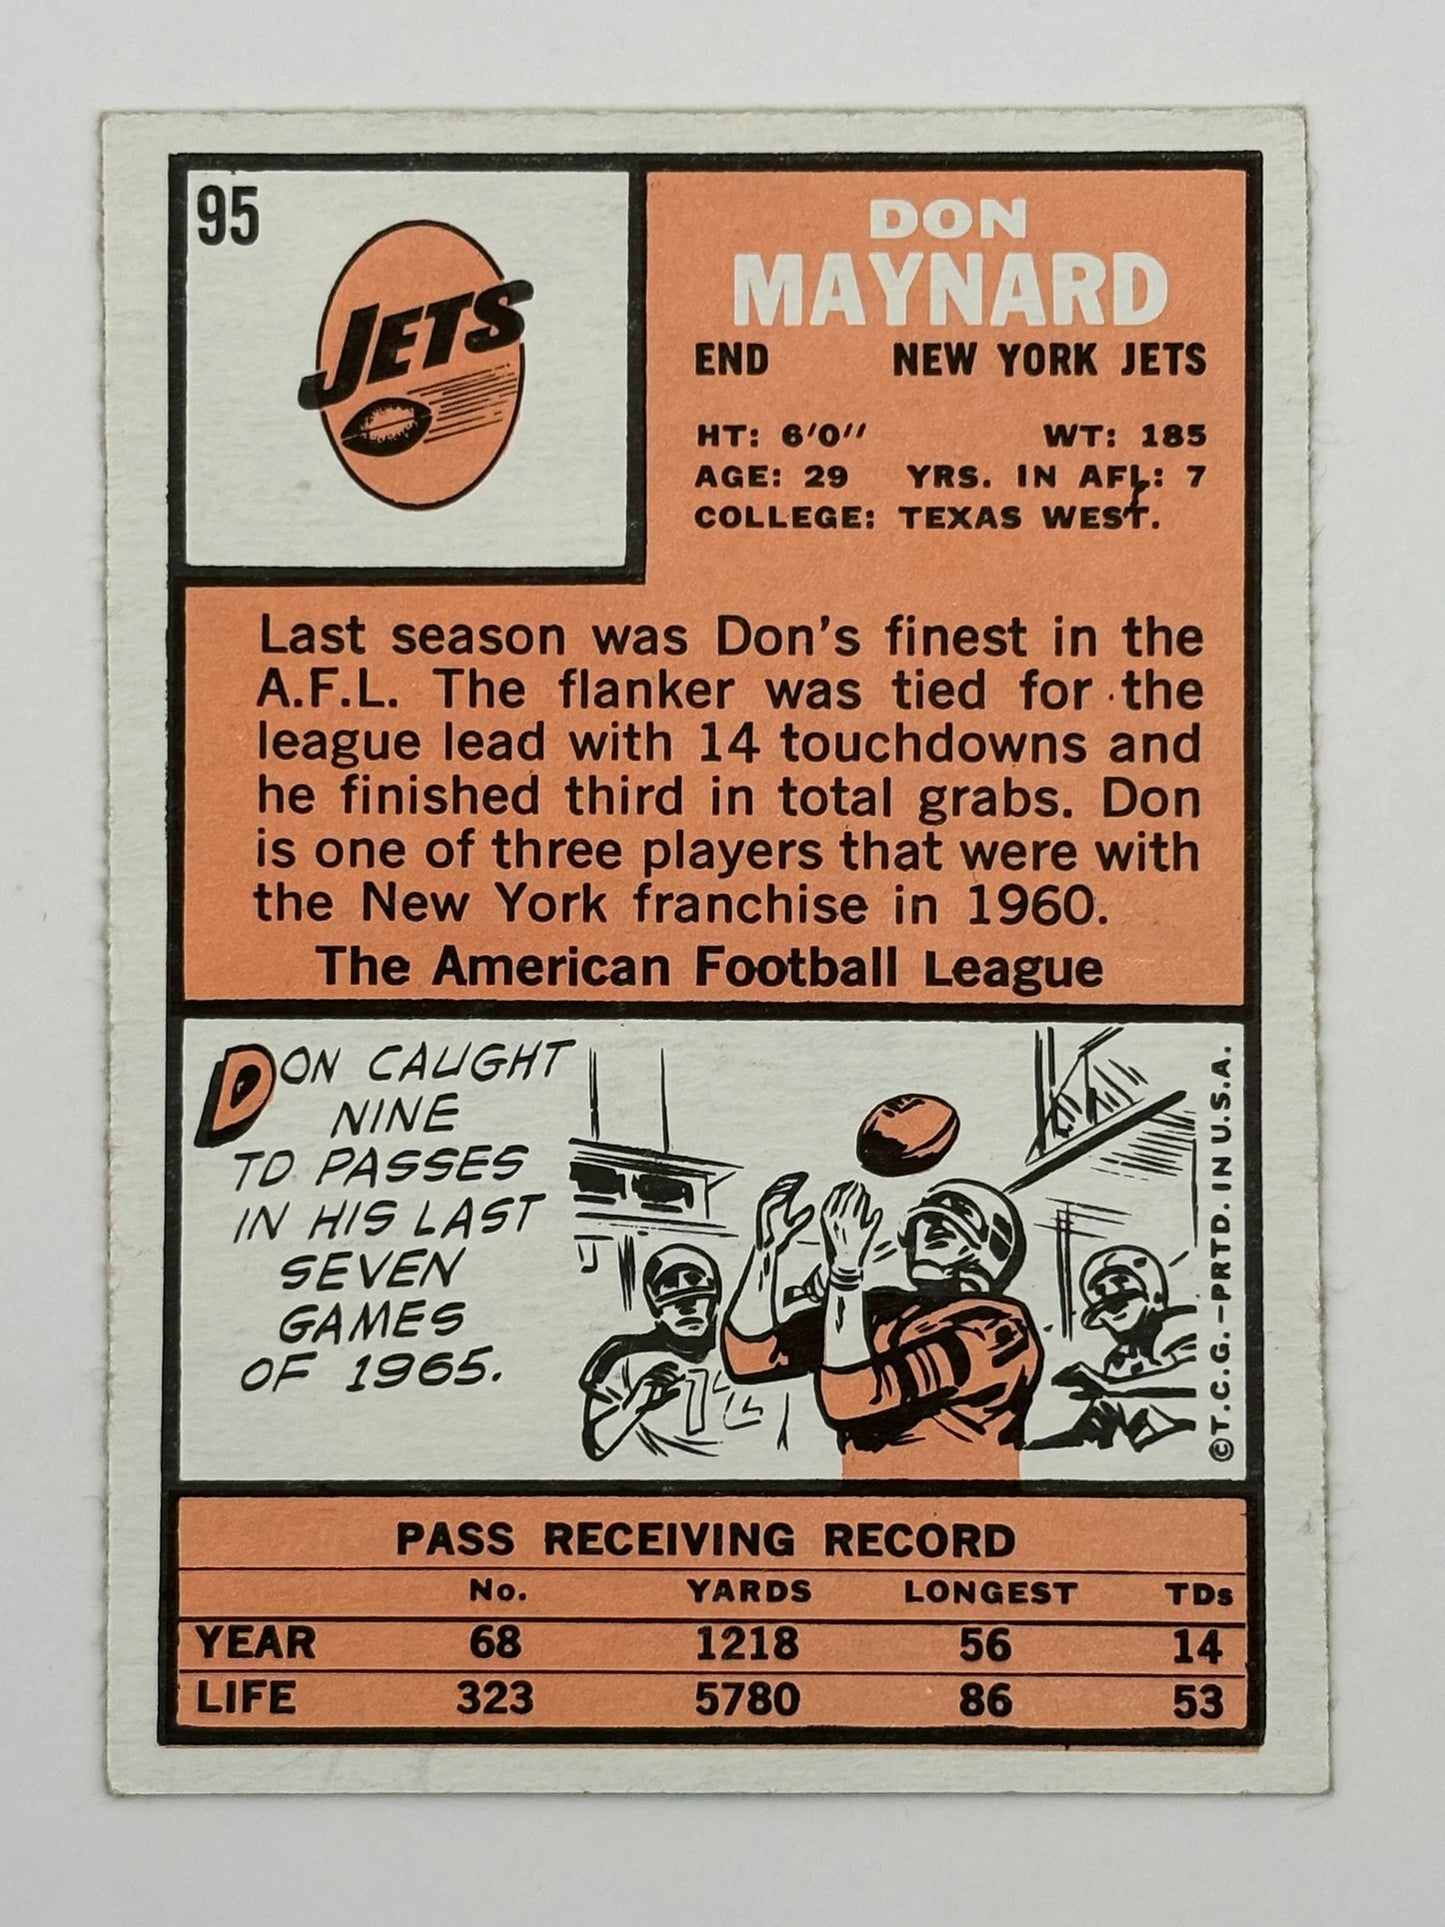 95
JETS
DON
MAYNARD
END NEW YORK JETS
HT: 6'0'' WT: 185
AGE: 29 YRS. IN AFL: 7
COLLEGE: TEXAS WEST.
Last season was Don's finest in the
A.F.L. The flanker was tied for the
league lead with 14 touchdowns and
he finished third in total grabs. Don
is one of three players that were with
the New York franchise in 1960.
The American Football League
DON CAUGHT
NINE
TD PASSES
IN HIS LAST
SEVEN
GAMES
OF 1965.
©T.C.G.-PRTD. IN U.S.A.
PASS RECEIVING RECORD
No. YARDS LONGEST TDs
YEAR 68 1218 56 14
LIFE 323 5780 86 53